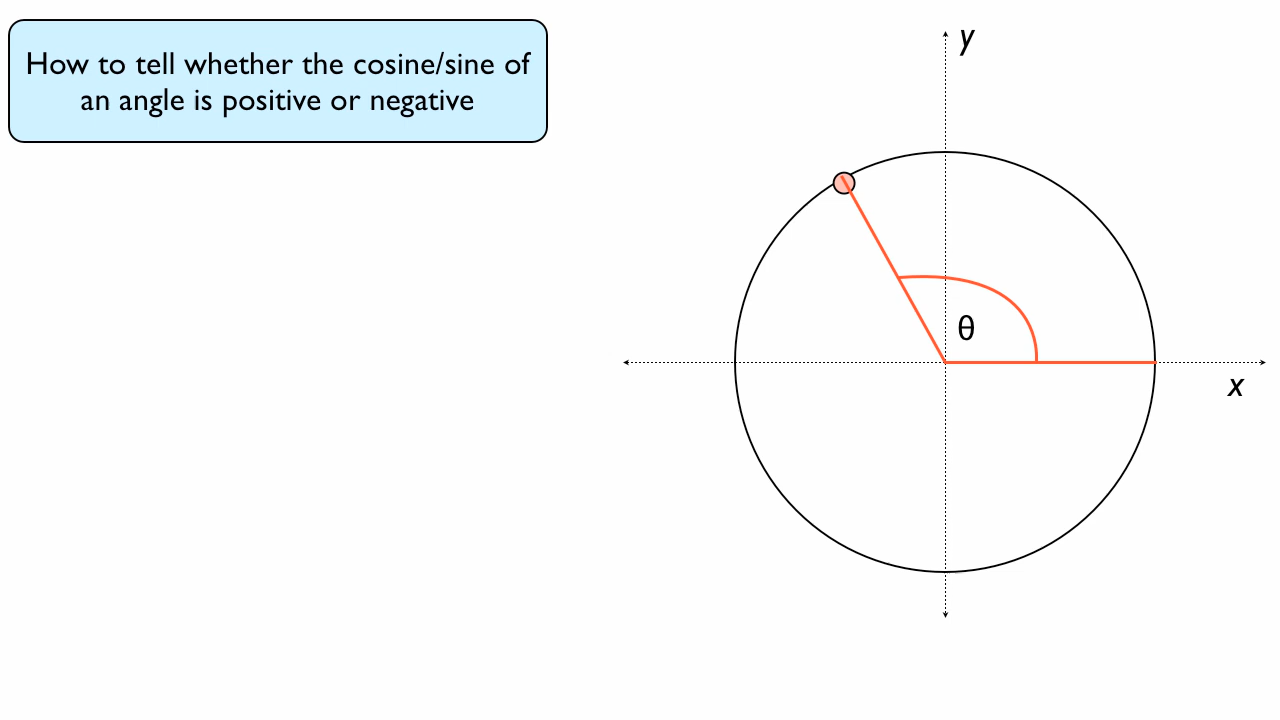 How to tell whether the cosine/sine of
an angle is positive or negative
y
θ
x